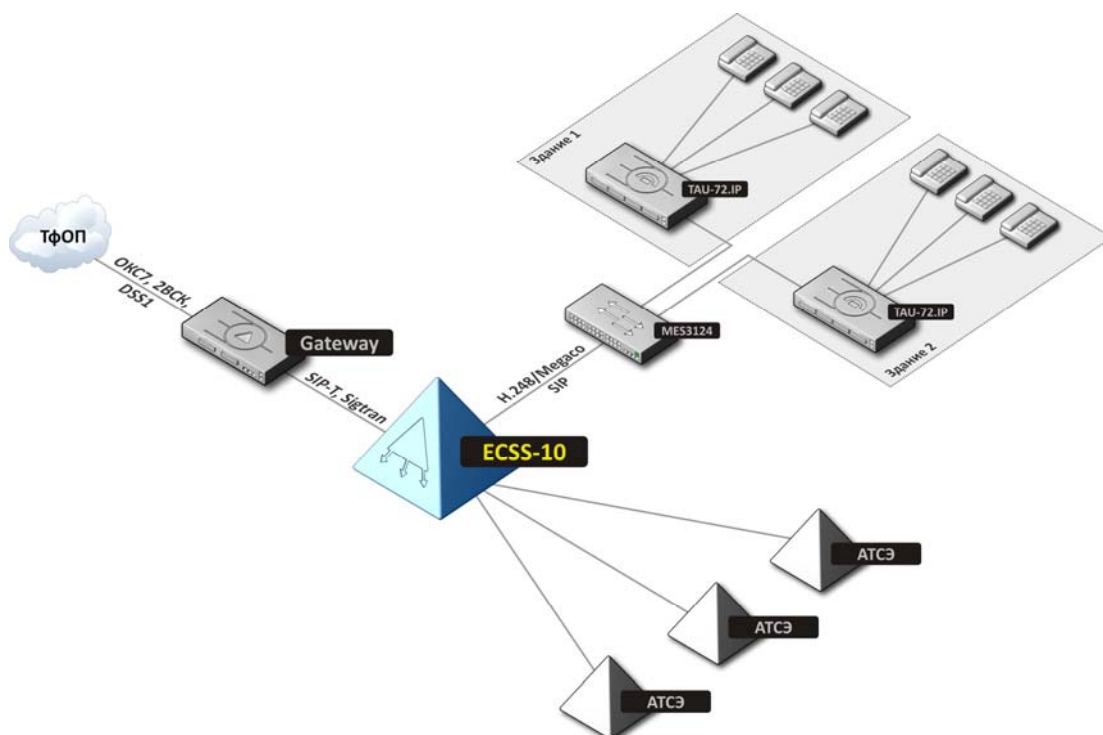 Здание 1
TAU-72.IP
ТфОП
ОКС7, 2ВСК,
DSS1
Gateway
MES3124
TAU-72.IP
Здание 2
H.248/Megaco
SIP
SIP-T, Sigtran
ECSS-10
АТСЭ
АТСЭ
АТСЭ